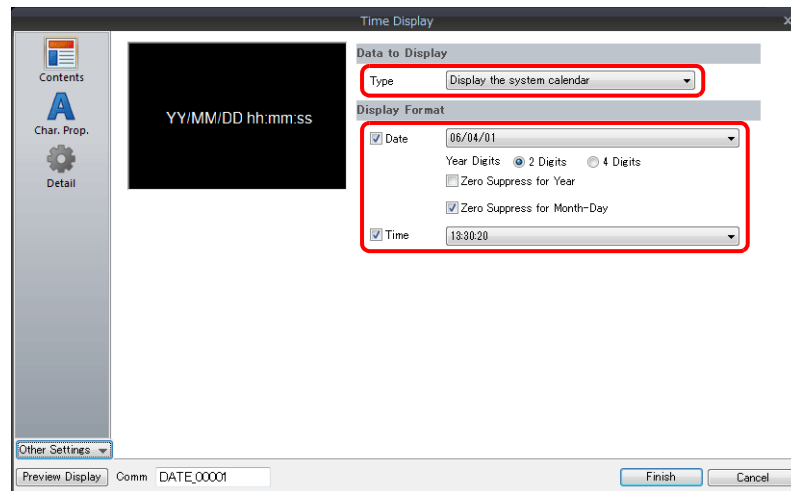 Time Display
x
Contents
Char. Prop.
Detail
YY/MM/DD hh:mm:ss
Data to Display
Type Display the system calendar
Display Format
Date 06/04/01
Year Digits 2 Digits 4 Digits
Zero Suppress for Year
Zero Suppress for Month-Day
Time 13:30:20
Other Settings
Preview Display Comm DATE_00001 Finish Cancel